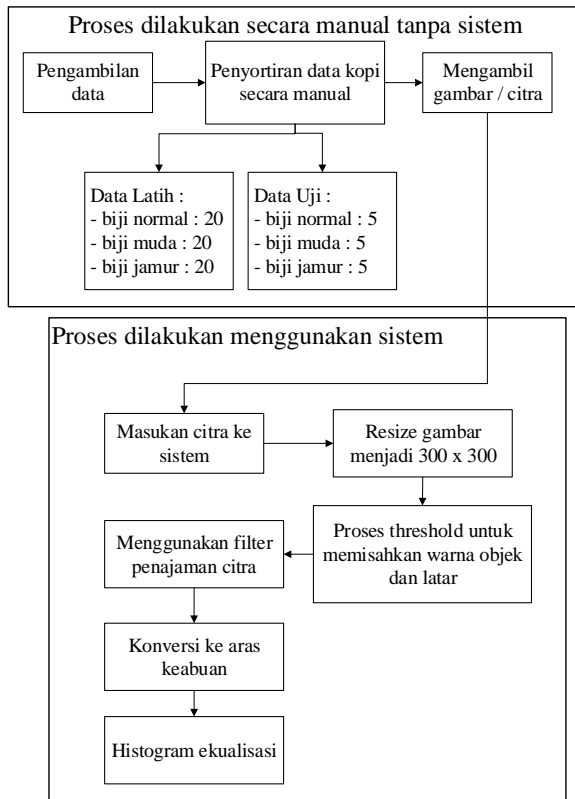 Proses dilakukan secara manual tanpa sistem
Pengambilan
data
Penyortiran data kopi
secara manual
Mengambil
gambar / citra
Data Latih :
- biji normal : 20
- biji muda : 20
- biji jamur : 20
Data Uji :
- biji normal : 5
- biji muda : 5
- biji jamur : 5
Proses dilakukan menggunakan sistem
Masukan citra ke
sistem
Resize gambar
menjadi 300 x 300
Proses threshold untuk
memisahkan warna objek
dan latar
Menggunakan filter
penajaman citra
Konversi ke aras
keabuan
Histogram ekualisasi